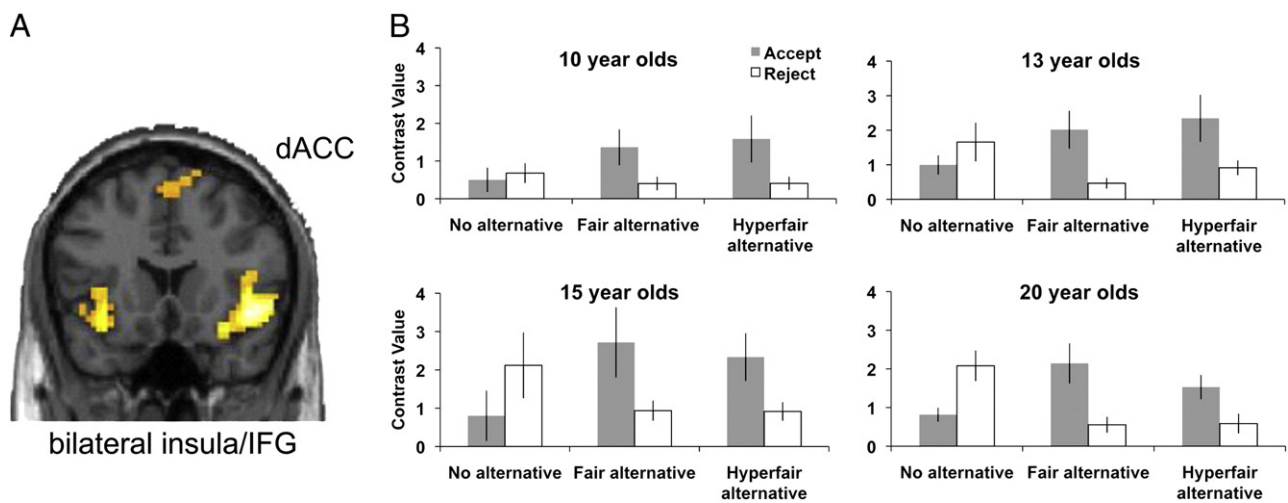 A
dACC
bilateral insula/IFG
B
10 year olds
Accept
Reject
Contrast Value
4
3
2
1
0
No alternative
Fair alternative
Hyperfair
alternative
13 year olds
4
3
2
1
0
No alternative
Fair alternative
Hyperfair
alternative
15 year olds
Contrast Value
4
3
2
1
0
No alternative
Fair alternative
Hyperfair
alternative
20 year olds
4
3
2
1
0
No alternative
Fair alternative
Hyperfair
alternative